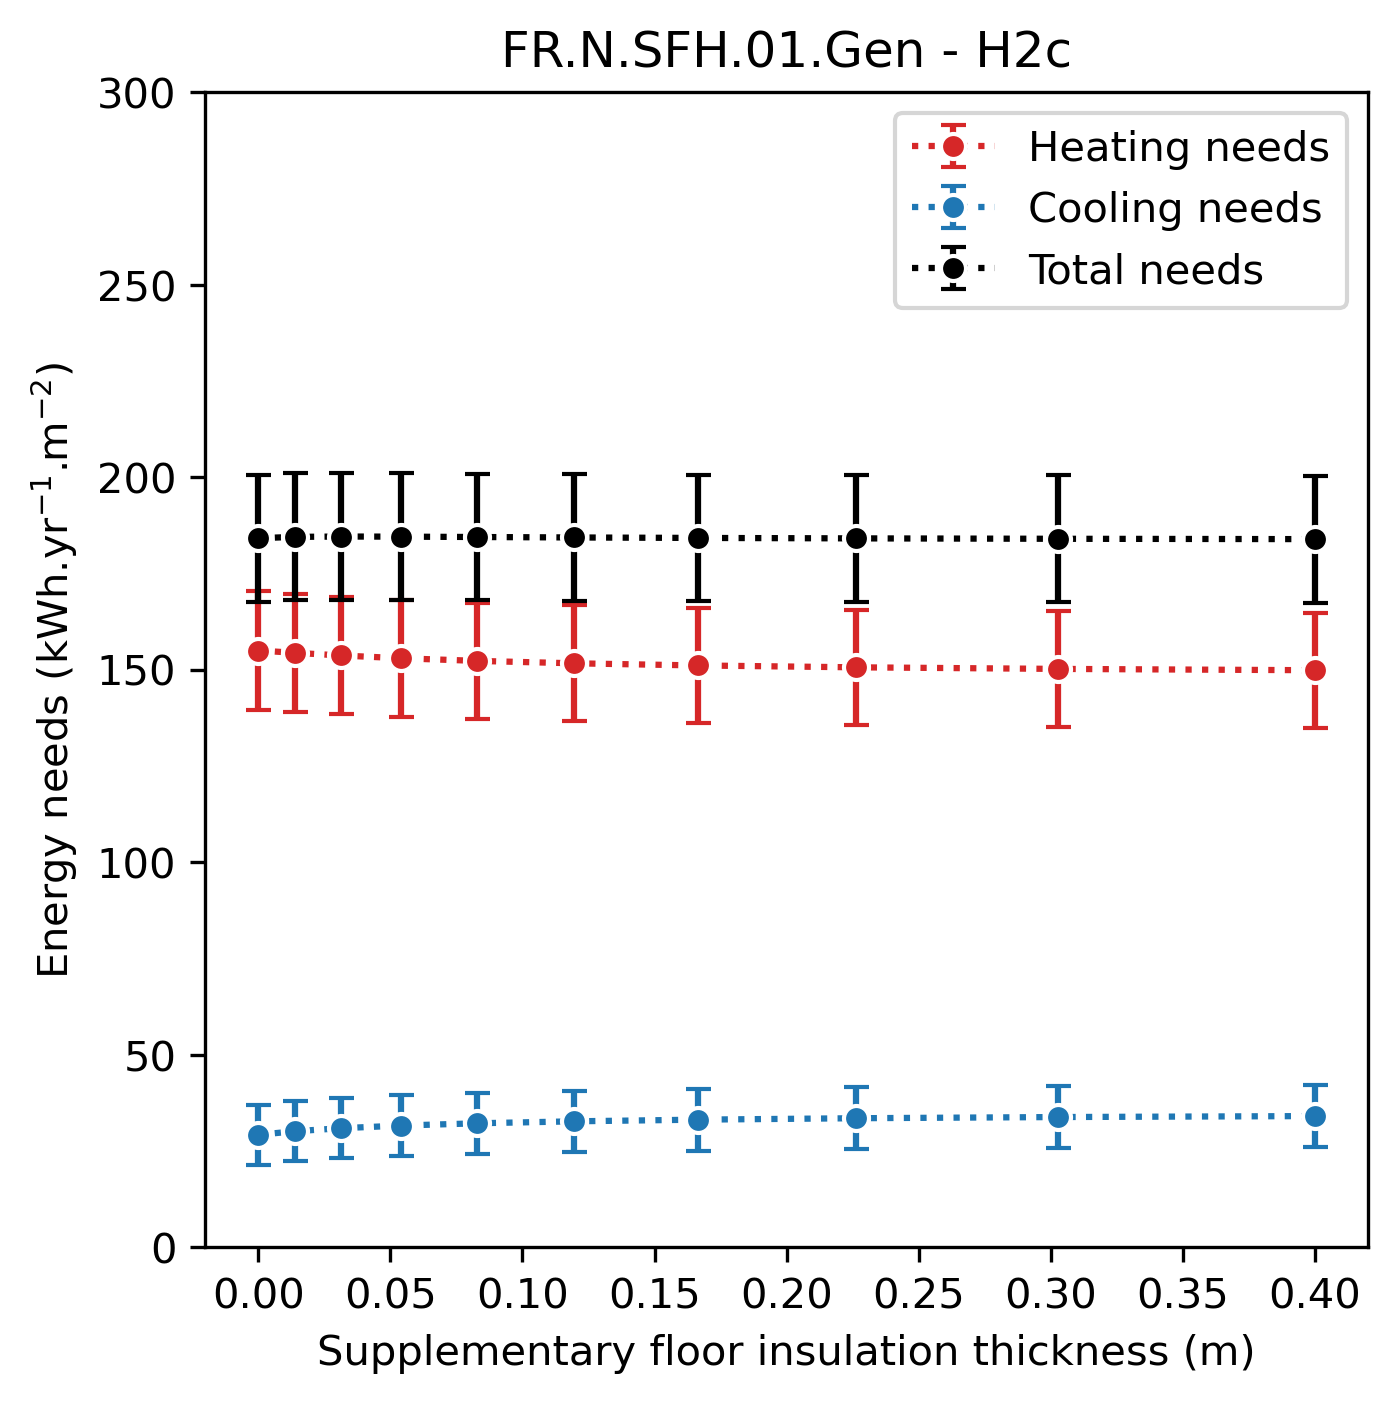 FR.N.SFH.01.Gen - H2c
300
250
200
150
100
50
0
Energy needs (kWh.yr⁻¹.m⁻²)
Heating needs
Cooling needs
Total needs
0.00 0.05 0.10 0.15 0.20 0.25 0.30 0.35 0.40
Supplementary floor insulation thickness (m)